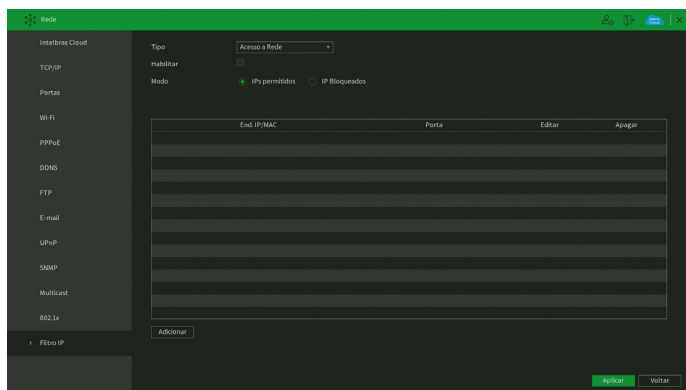 Rede
Intelbras Cloud
TCP/IP
Portas
Wi-Fi
PPPoE
DDNS
FTP
E-mail
UPnP
SNMP
Multicast
802.1x
Filtro IP
Tipo Acesso a Rede
Habilitar
Modo IPs permitidos IP Bloqueados
End. IP/MAC Porta Editar Apagar
Adicionar
Aplicar Voltar